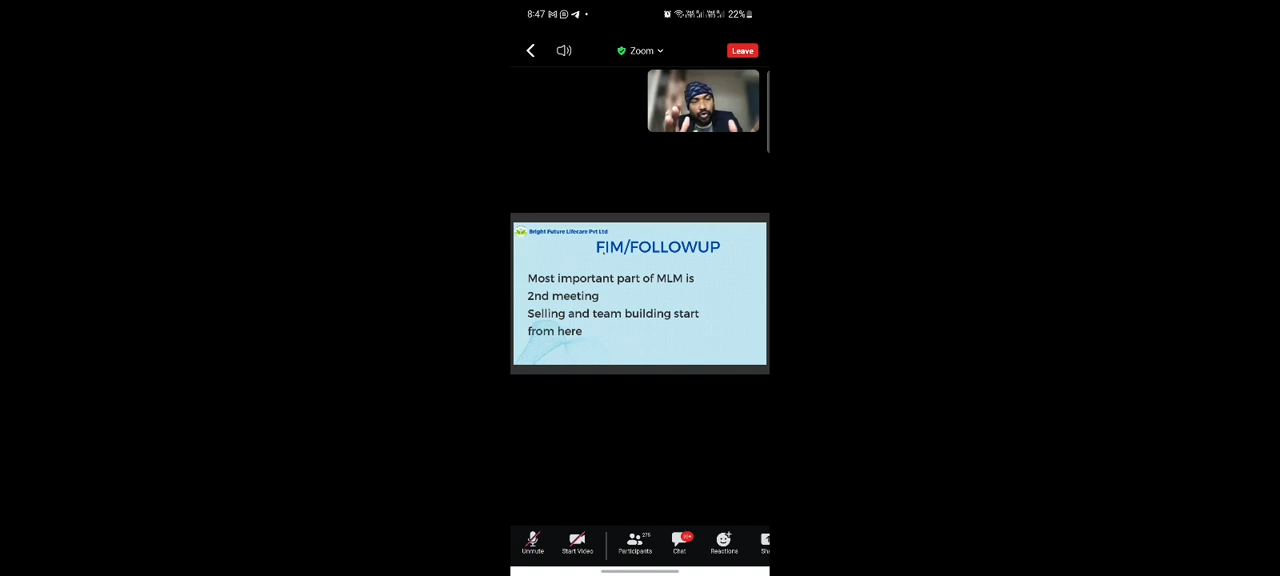 8:47 22%
Zoom
Leave
Bright Future Lifecare Pvt Ltd
FIM/FOLLOWUP
Most important part of MLM is
2nd meeting
Selling and team building start
from here
Unmute Start Video Participants Chat Reactions